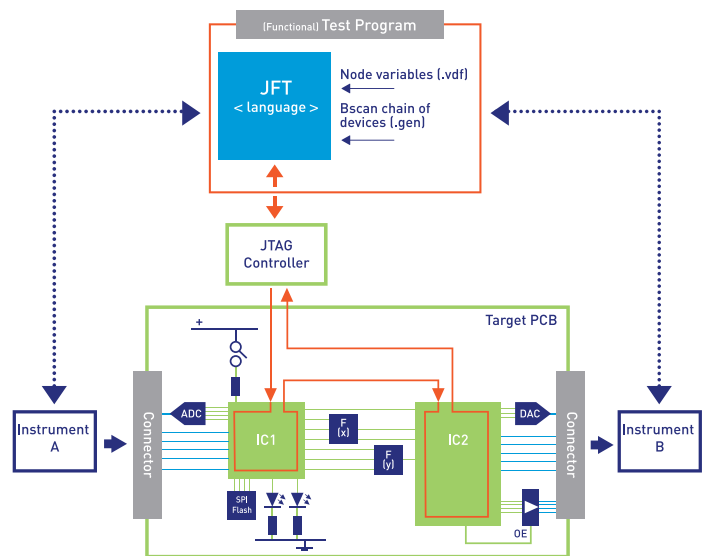 (Functional) Test Program
JFT
< language >
Node variables (.vdf)
Bscan chain of
devices (.gen)
JTAG
Controller
Target PCB
+
Connector
ADC
IC1
F
(x)
F
(y)
IC2
DAC
Connector
Instrument
A
Instrument
B
SPI
Flash
OE